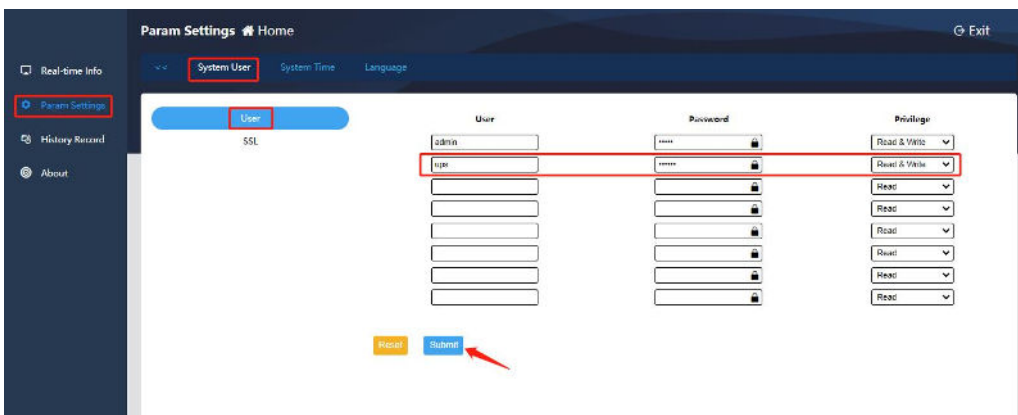 Param Settings Home
Exit
Real-time Info
Param Settings
History Record
About
<< System User System Time Language
User
SSL
User Password Privilege
admin ••••• Read & Write
ups •••••• Read & Write
Read
Read
Read
Read
Read
Read
Reset Submit